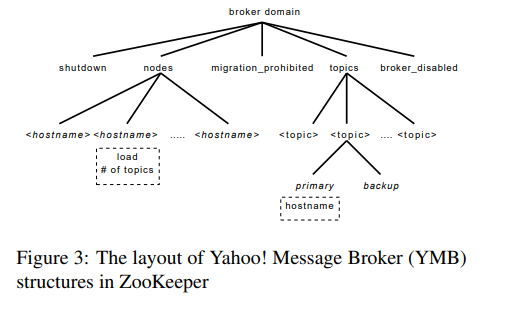 broker domain
shutdown nodes migration_prohibited topics broker_disabled
<hostname> <hostname> ..... <hostname> <topic> <topic> .... <topic>
load
# of topics
primary backup
hostname
Figure 3: The layout of Yahoo! Message Broker (YMB)
structures in ZooKeeper